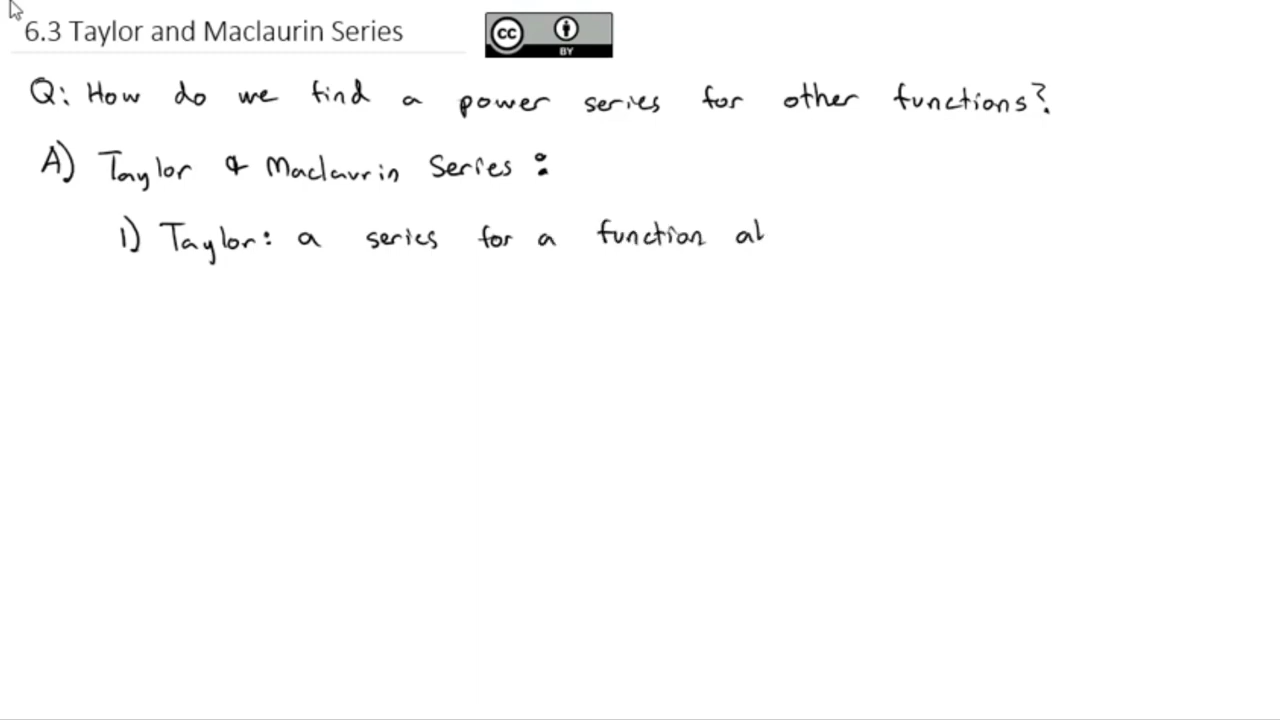 6.3 Taylor and Maclaurin Series
cc BY
Q: How do we find a power series for other functions?
A) Taylor & Maclaurin Series :
1) Taylor: a series for a function al